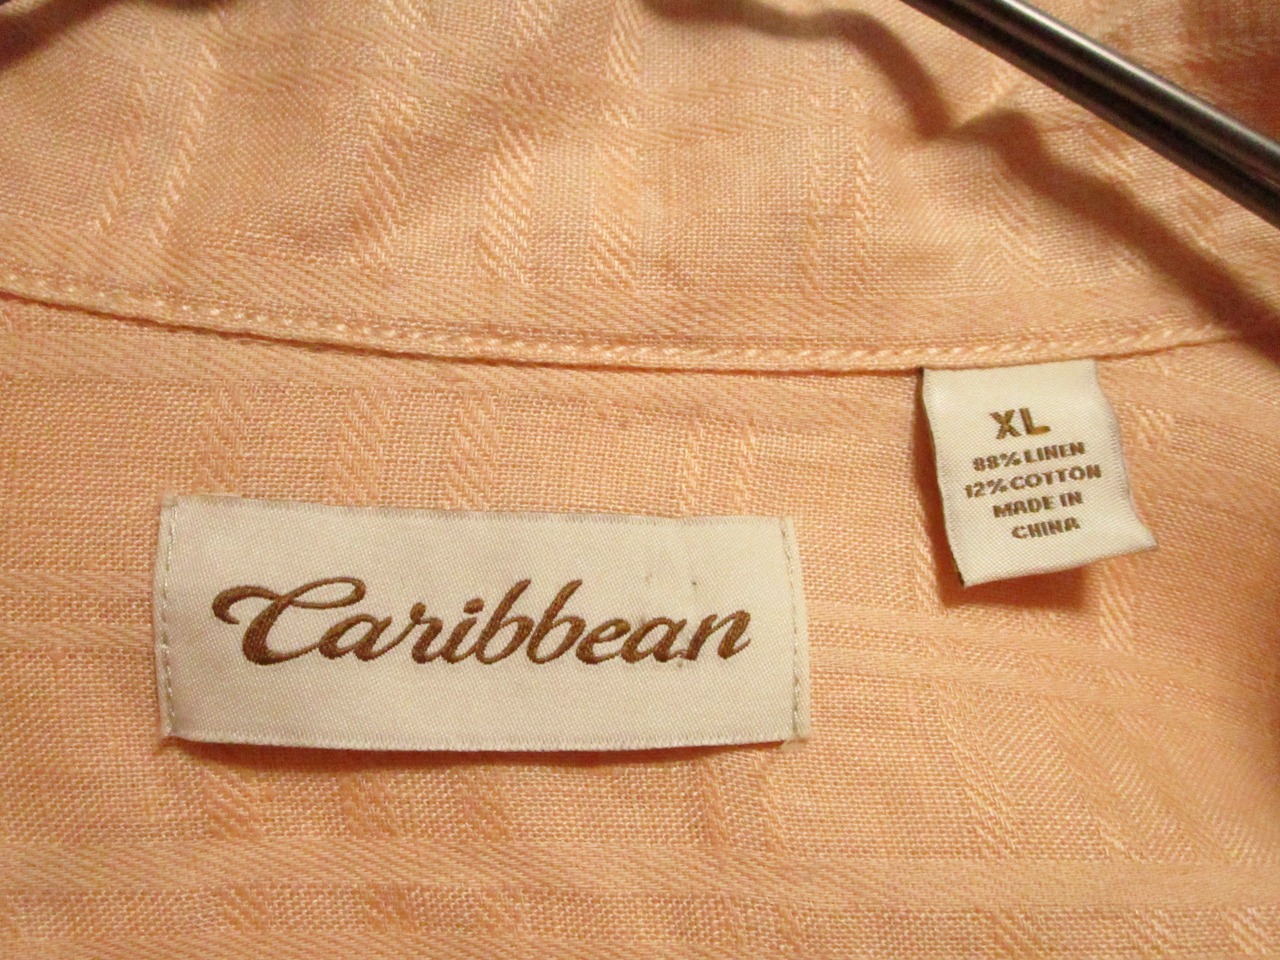 Caribbean
XL
88% LINEN
12% COTTON
MADE IN
CHINA